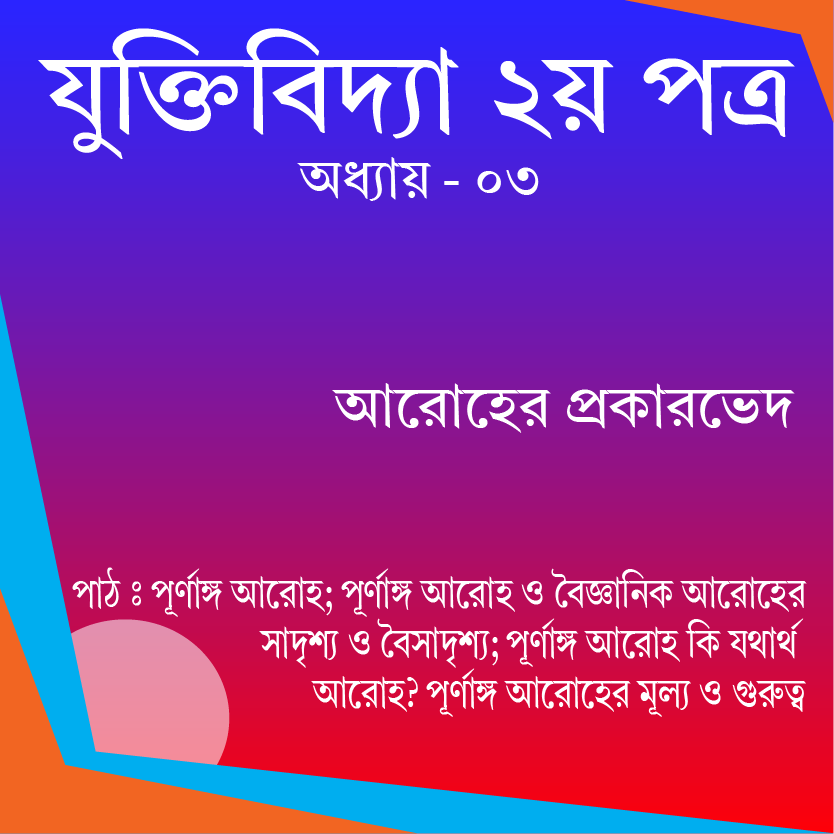 যুক্তিবিদ্যা ২য় পত্র
অধ্যায় - ০৩
আরোহের প্রকারভেদ
পাঠ ঃ পূর্ণাঙ্গ আরোহ; পূর্ণাঙ্গ আরোহ ও বৈজ্ঞানিক আরোহের
সাদৃশ্য ও বৈসাদৃশ্য; পূর্ণাঙ্গ আরোহ কি যথার্থ
আরোহ? পূর্ণাঙ্গ আরোহের মূল্য ও গুরুত্ব